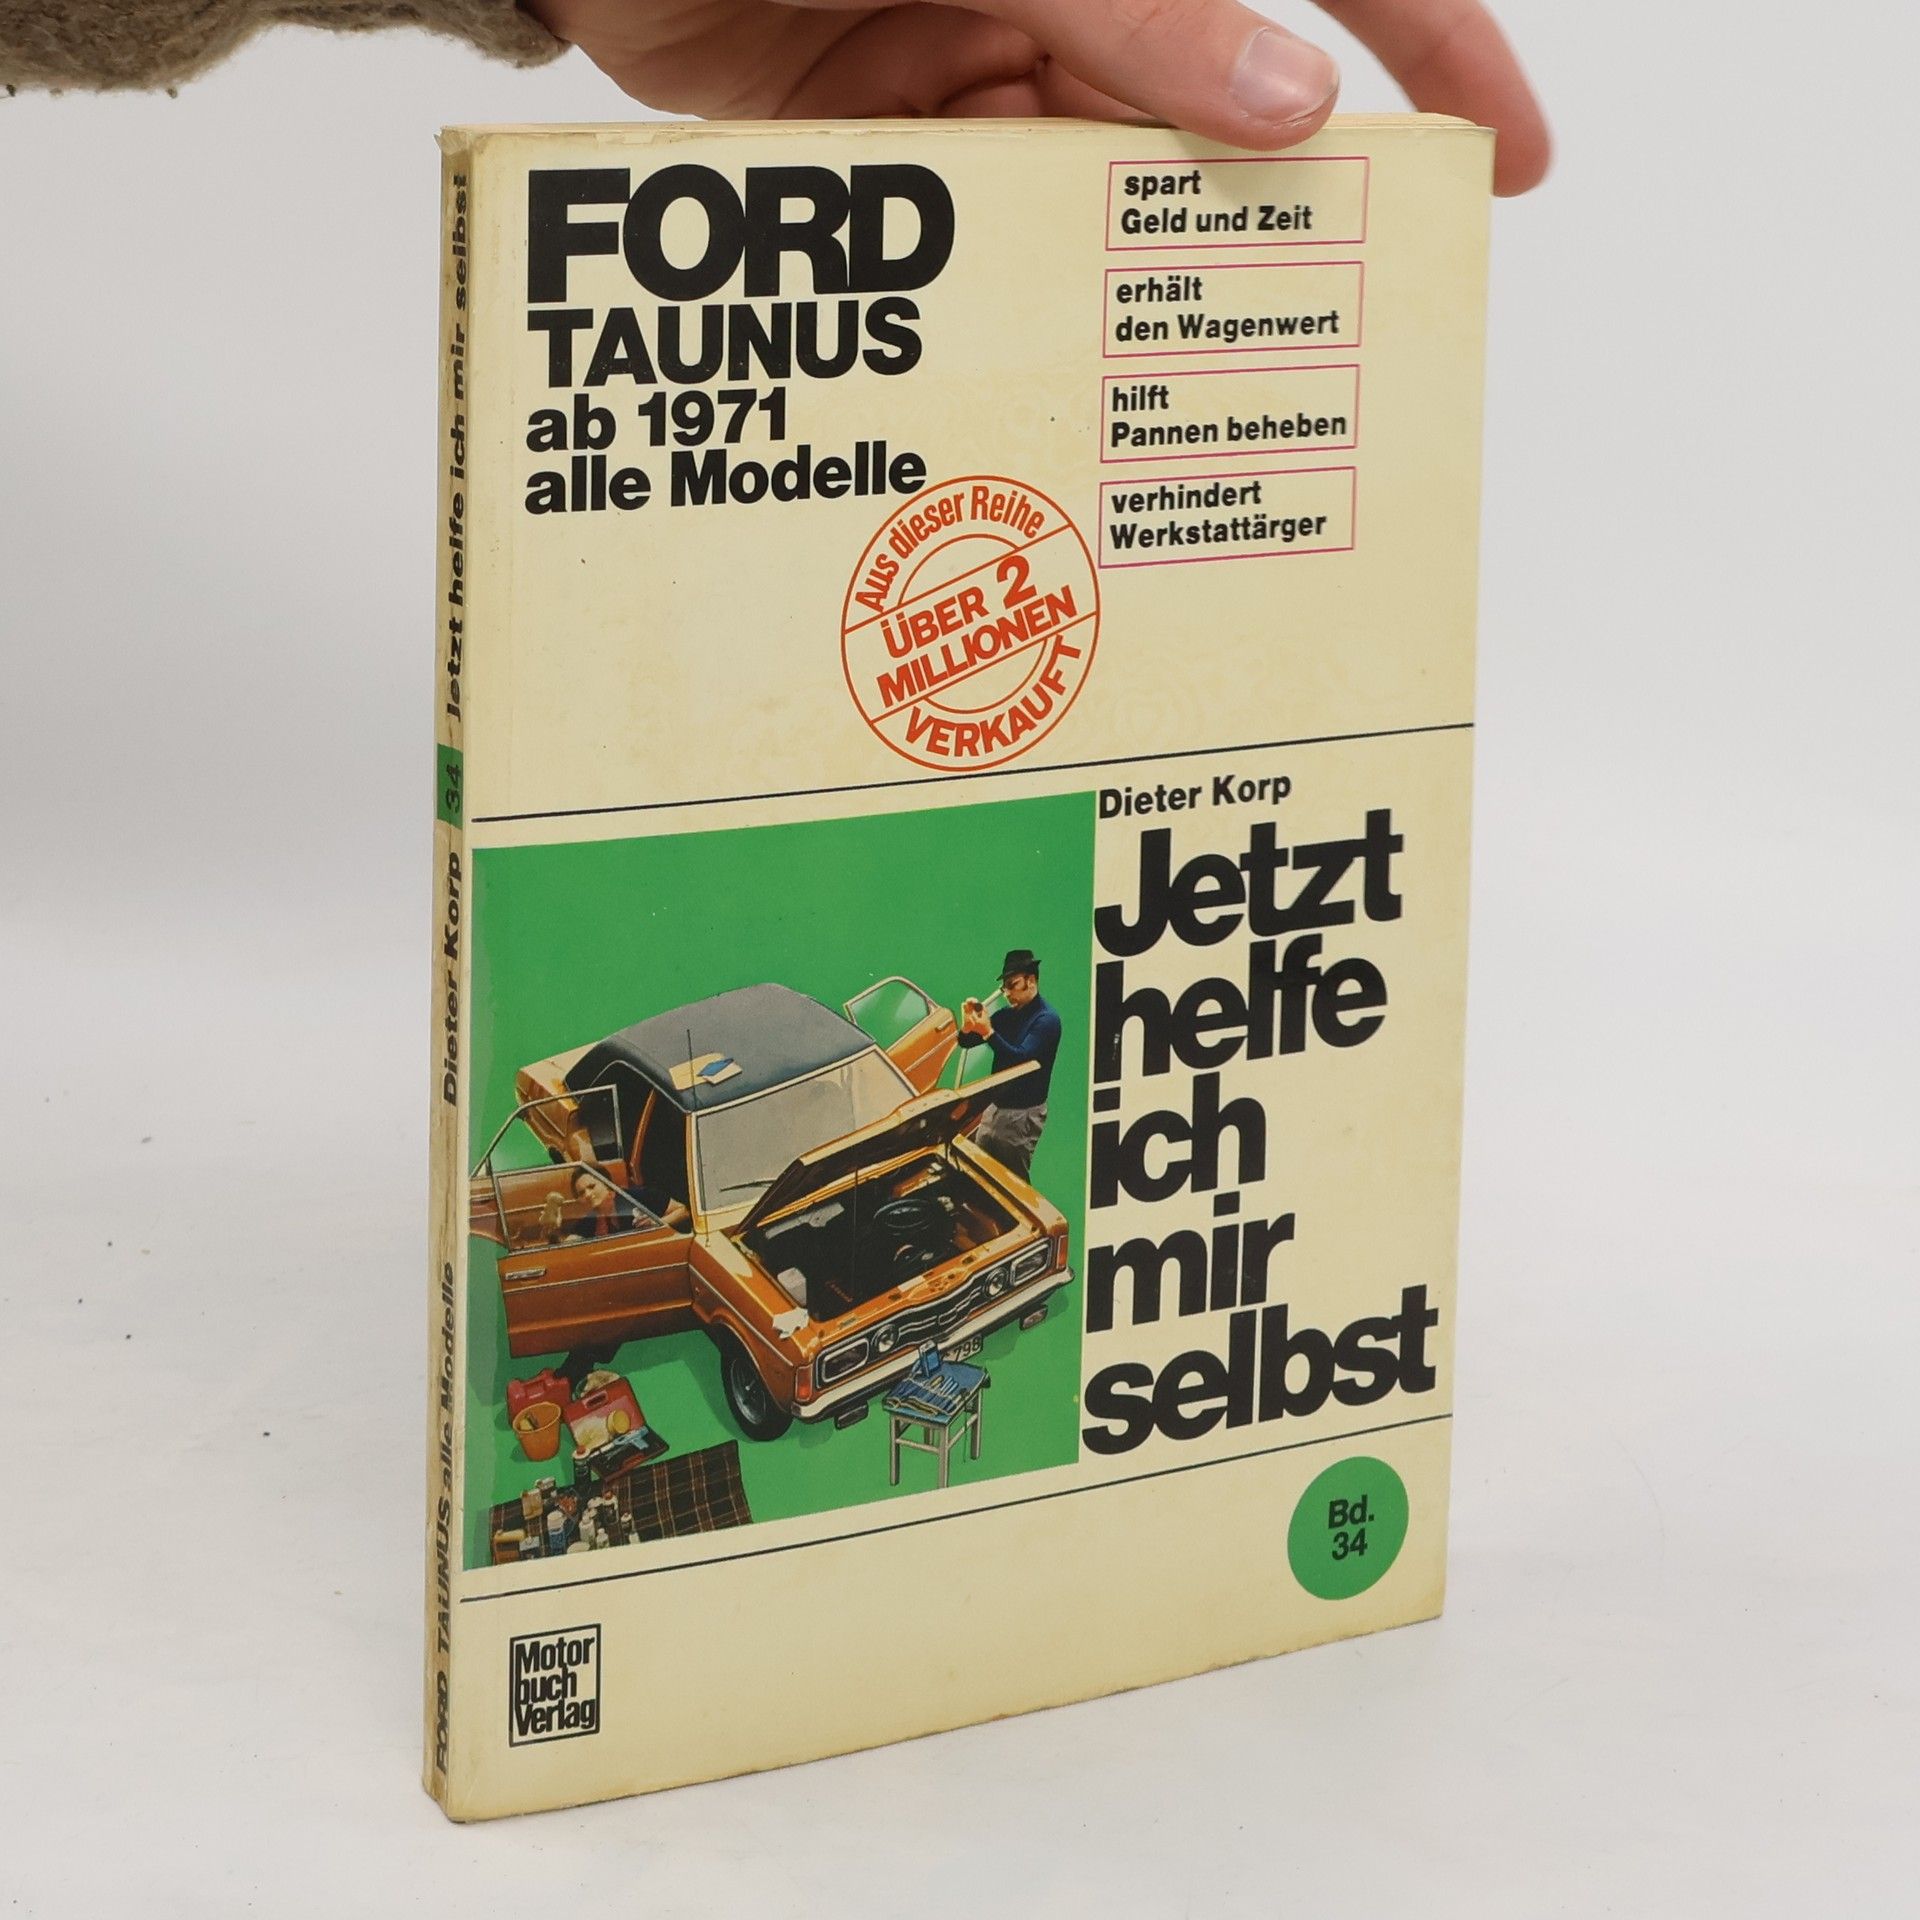 FORD
TAUNUS
ab 1971
alle Modelle
spart
Geld und Zeit
erhält
den Wagenwert
hilft
Pannen beheben
verhindert
Werkstattärger
Aus dieser Reihe
ÜBER 2
MILLIONEN
VERKAUFT
Dieter Korp
Jetzt
helfe
ich
mir
selbst
798
Bd.
34
Motor
buch
Verlag
FORD TAUNUS alle Modelle Dieter Korp 34 Jetzt helfe ich mir selbst